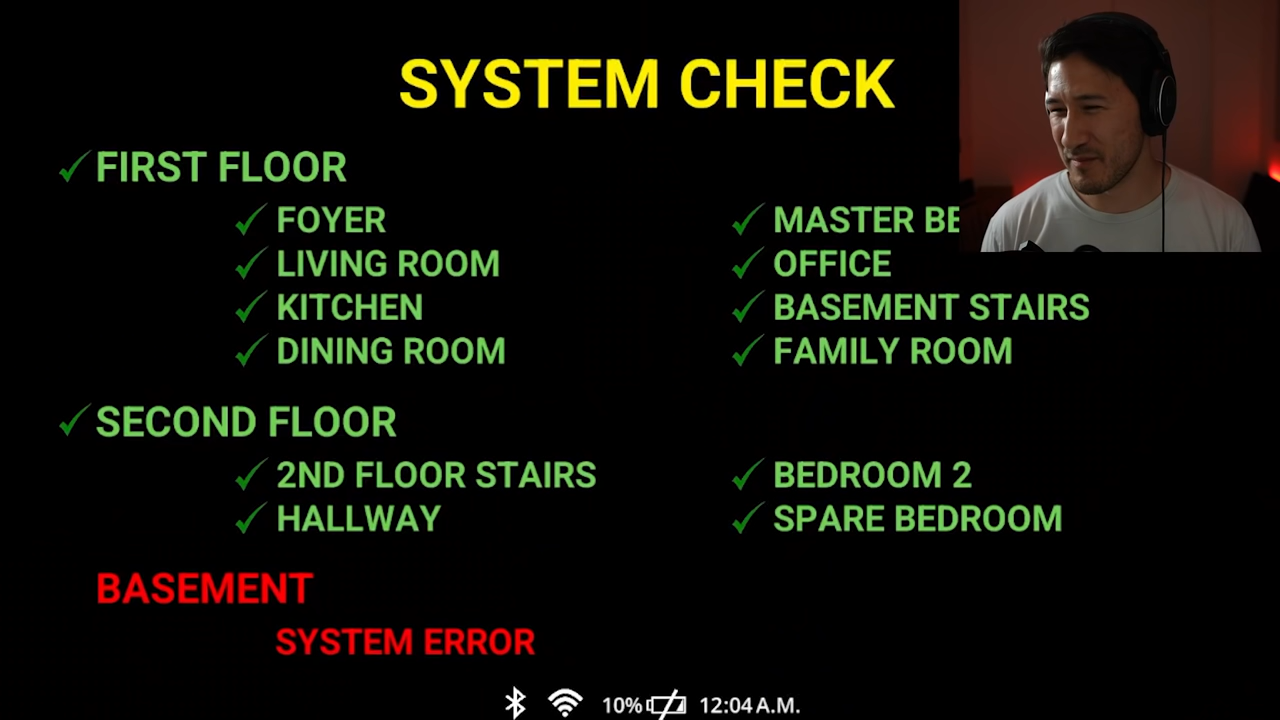 SYSTEM CHECK
FIRST FLOOR
FOYER
LIVING ROOM
KITCHEN
DINING ROOM
MASTER
OFFICE
BASEMENT STAIRS
FAMILY ROOM
SECOND FLOOR
2ND FLOOR STAIRS
HALLWAY
BEDROOM 2
SPARE BEDROOM
BASEMENT
SYSTEM ERROR
10% 12:04 A.M.